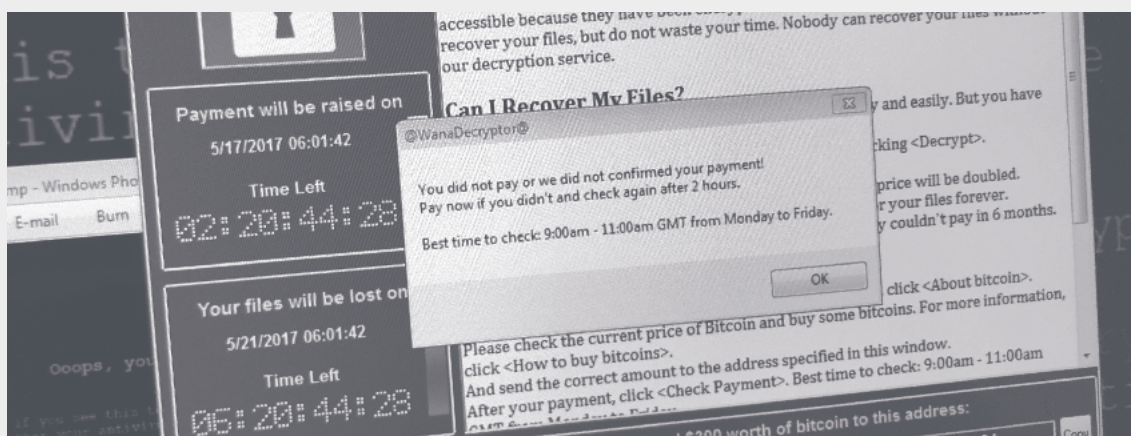 is t
accessible because they have been
recover your files, but do not waste your time. Nobody can recover your files without
our decryption service.
ivin
Can I Recover My Files?
y and easily. But you have
cking <Decrypt>.
price will be doubled.
r your files forever.
y couldn't pay in 6 months.
click <About bitcoin>.
Please check the current price of Bitcoin and buy some bitcoins. For more information,
click <How to buy bitcoins>.
And send the correct amount to the address specified in this window.
After your payment, click <Check Payment>. Best time to check: 9:00am - 11:00am
$300 worth of bitcoin to this address:
Copy
Payment will be raised on
5/17/2017 06:01:42
Time Left
02:20:44:28
Your files will be lost on
5/21/2017 06:01:42
Time Left
06:20:44:28
@WanaDecryptor@
You did not pay or we did not confirmed your payment!
Pay now if you didn't and check again after 2 hours.
Best time to check: 9:00am - 11:00am GMT from Monday to Friday.
OK
mp - Windows Pho
E-mail Burn
Ooops, you
if you see this t